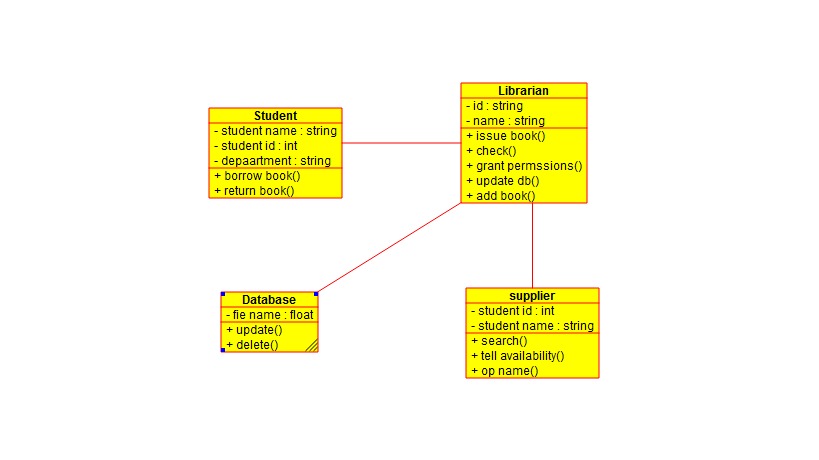 Student
- student name : string
- student id : int
- depaartment : string
+ borrow book()
+ return book()
Librarian
- id : string
- name : string
+ issue book()
+ check()
+ grant permssions()
+ update db()
+ add book()
Database
- fie name : float
+ update()
+ delete()
supplier
- student id : int
- student name : string
+ search()
+ tell availability()
+ op name()